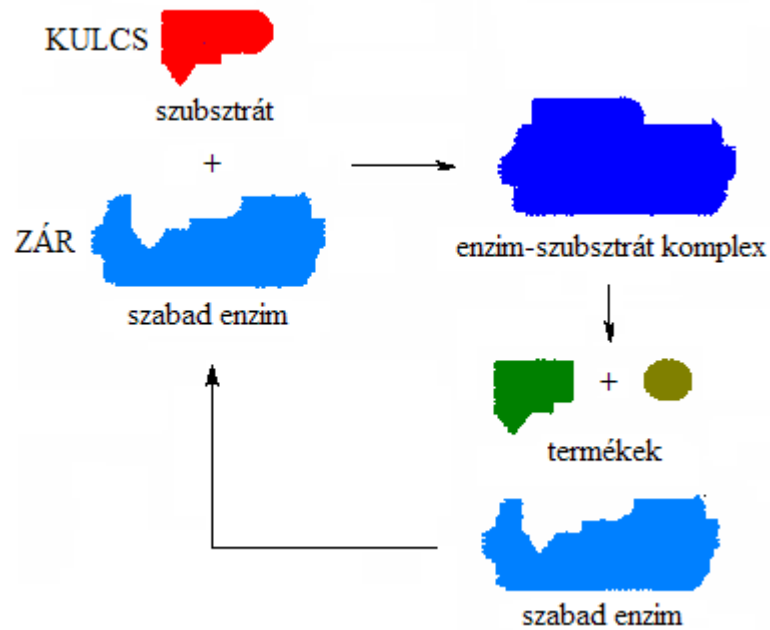 KULCS
szubsztrát
+
ZÁR
szabad enzim
enzim-szubsztrát komplex
+
termékek
szabad enzim